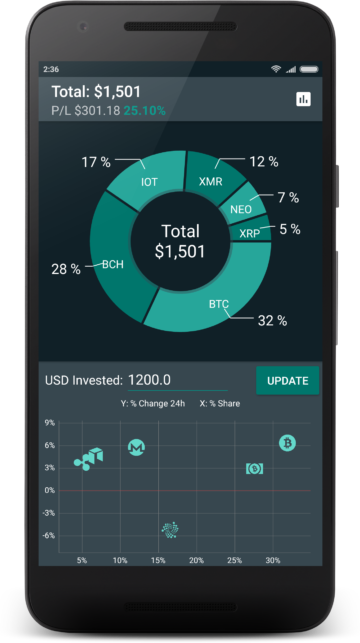 2:36
Total: $1,501
P/L $301.18 25.10%
17 %
12 %
IOT
XMR
7 %
NEO
5 %
XRP
Total
$1,501
28 %
BCH
BTC
32 %
USD Invested: 1200.0
UPDATE
Y: % Change 24h X: % Share
9%
6%
3%
0%
-3%
-6%
5% 10% 15% 20% 25% 30%